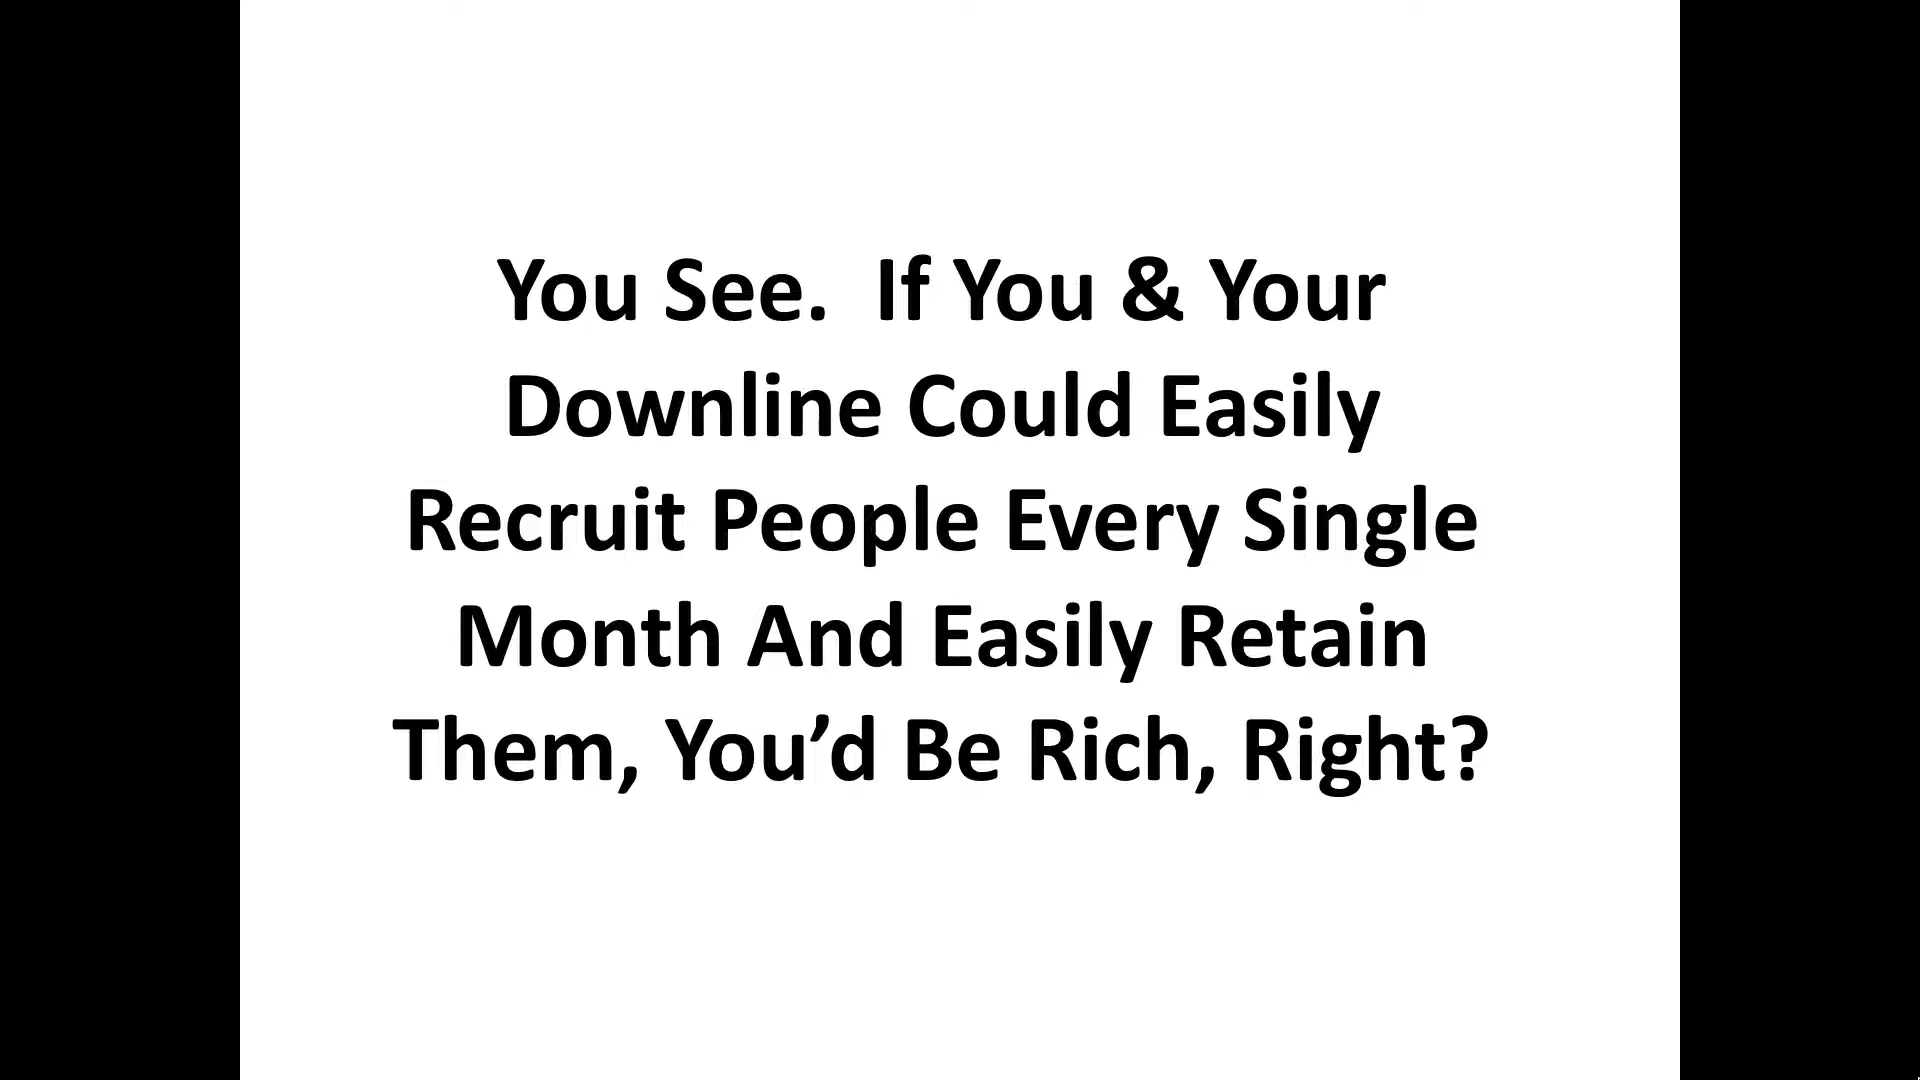 You See.  If You & Your
Downline Could Easily
Recruit People Every Single
Month And Easily Retain
Them, You’d Be Rich, Right?